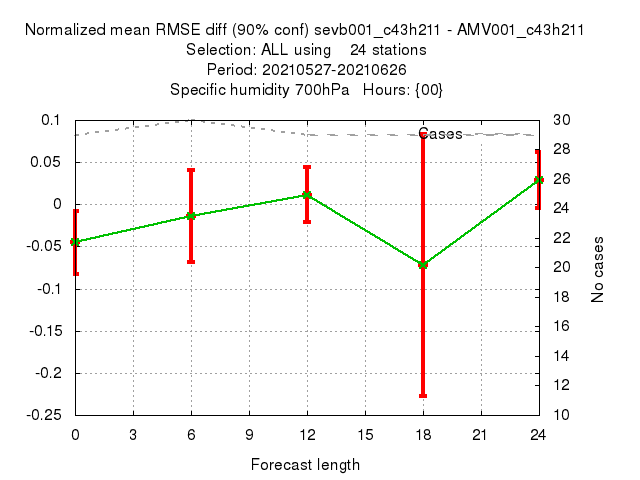 Normalized mean RMSE diff (90% conf) sevb001_c43h211 - AMV001_c43h211
Selection: ALL using    24 stations
Period: 20210527-20210626
Specific humidity 700hPa   Hours: {00}
0.1
0.05
0
-0.05
-0.1
-0.15
-0.2
-0.25
Cases
30
28
26
24
22
20
18
16
14
12
10
No cases
0 3 6 9 12 15 18 21 24
Forecast length